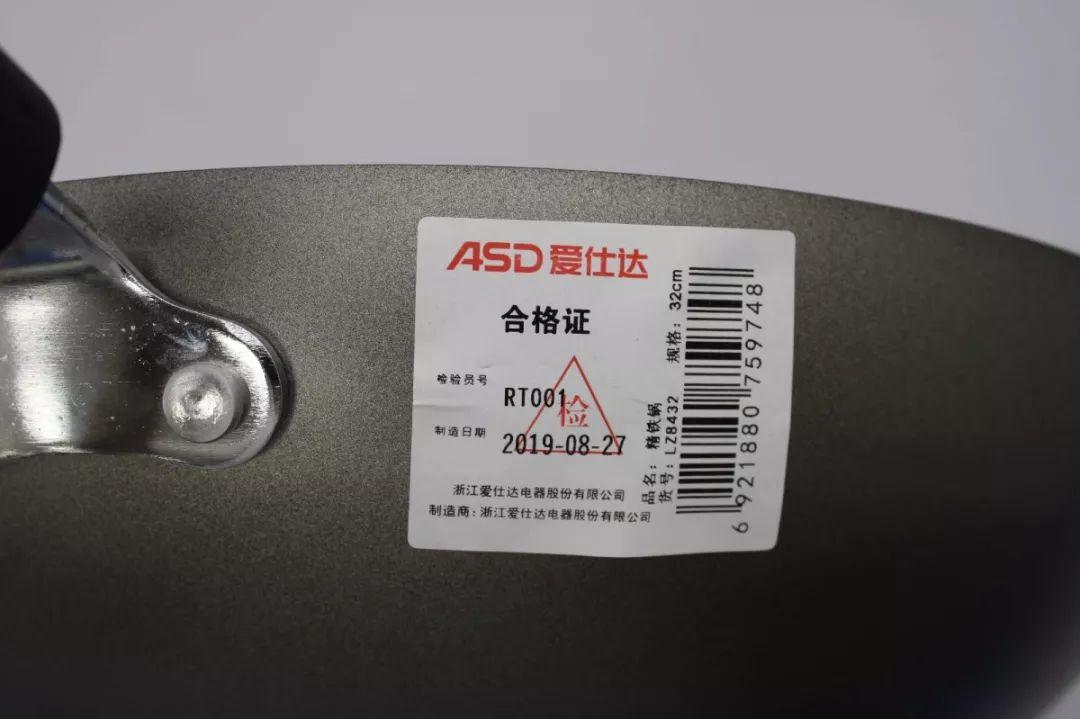 ASD 爱仕达
合格证
检验员号 RT001
检
制造日期 2019-08-27
浙江爱仕达电器股份有限公司
制造商:浙江爱仕达电器股份有限公司
品名:精铁锅 规格:32cm
货号:LZ8432
6 921880 759748